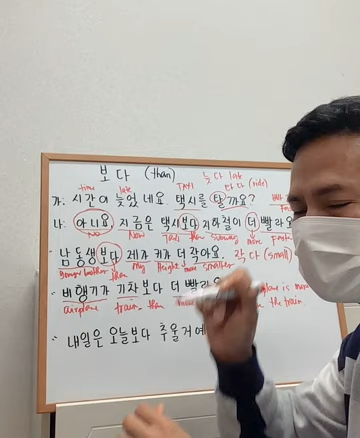 보다 (than) 늦다 late
time late TAXI 타다 (ride)
가: 시간이 늦었네요. 택시를 탈까요?
나: 아니요 지금은 택시보다 지하철이 더 빨라요
No Now Taxi than subway more Faste
남동생보다 제가 키가 더 작아요. 작다 (small)
Younger brother than my Height more smaller
비행기가 기차보다 더 빨라요
airplane train than plane is more
the train.
내일은 오늘보다 추울거예